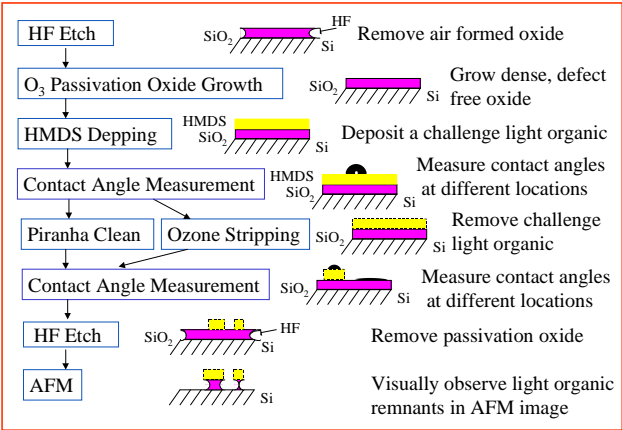 HF Etch
SiO2
HF
Si
Remove air formed oxide
O3 Passivation Oxide Growth
SiO2
Si
Grow dense, defect
free oxide
HMDS Depping
HMDS
SiO2
Si
Deposit a challenge light organic
Contact Angle Measurement
HMDS
SiO2
Si
Measure contact angles
at different locations
Piranha Clean
Ozone Stripping
SiO2
Si
Remove challenge
light organic
Contact Angle Measurement
SiO2
Si
Measure contact angles
at different locations
HF Etch
SiO2
HF
Si
Remove passivation oxide
AFM
Si
Visually observe light organic
remnants in AFM image